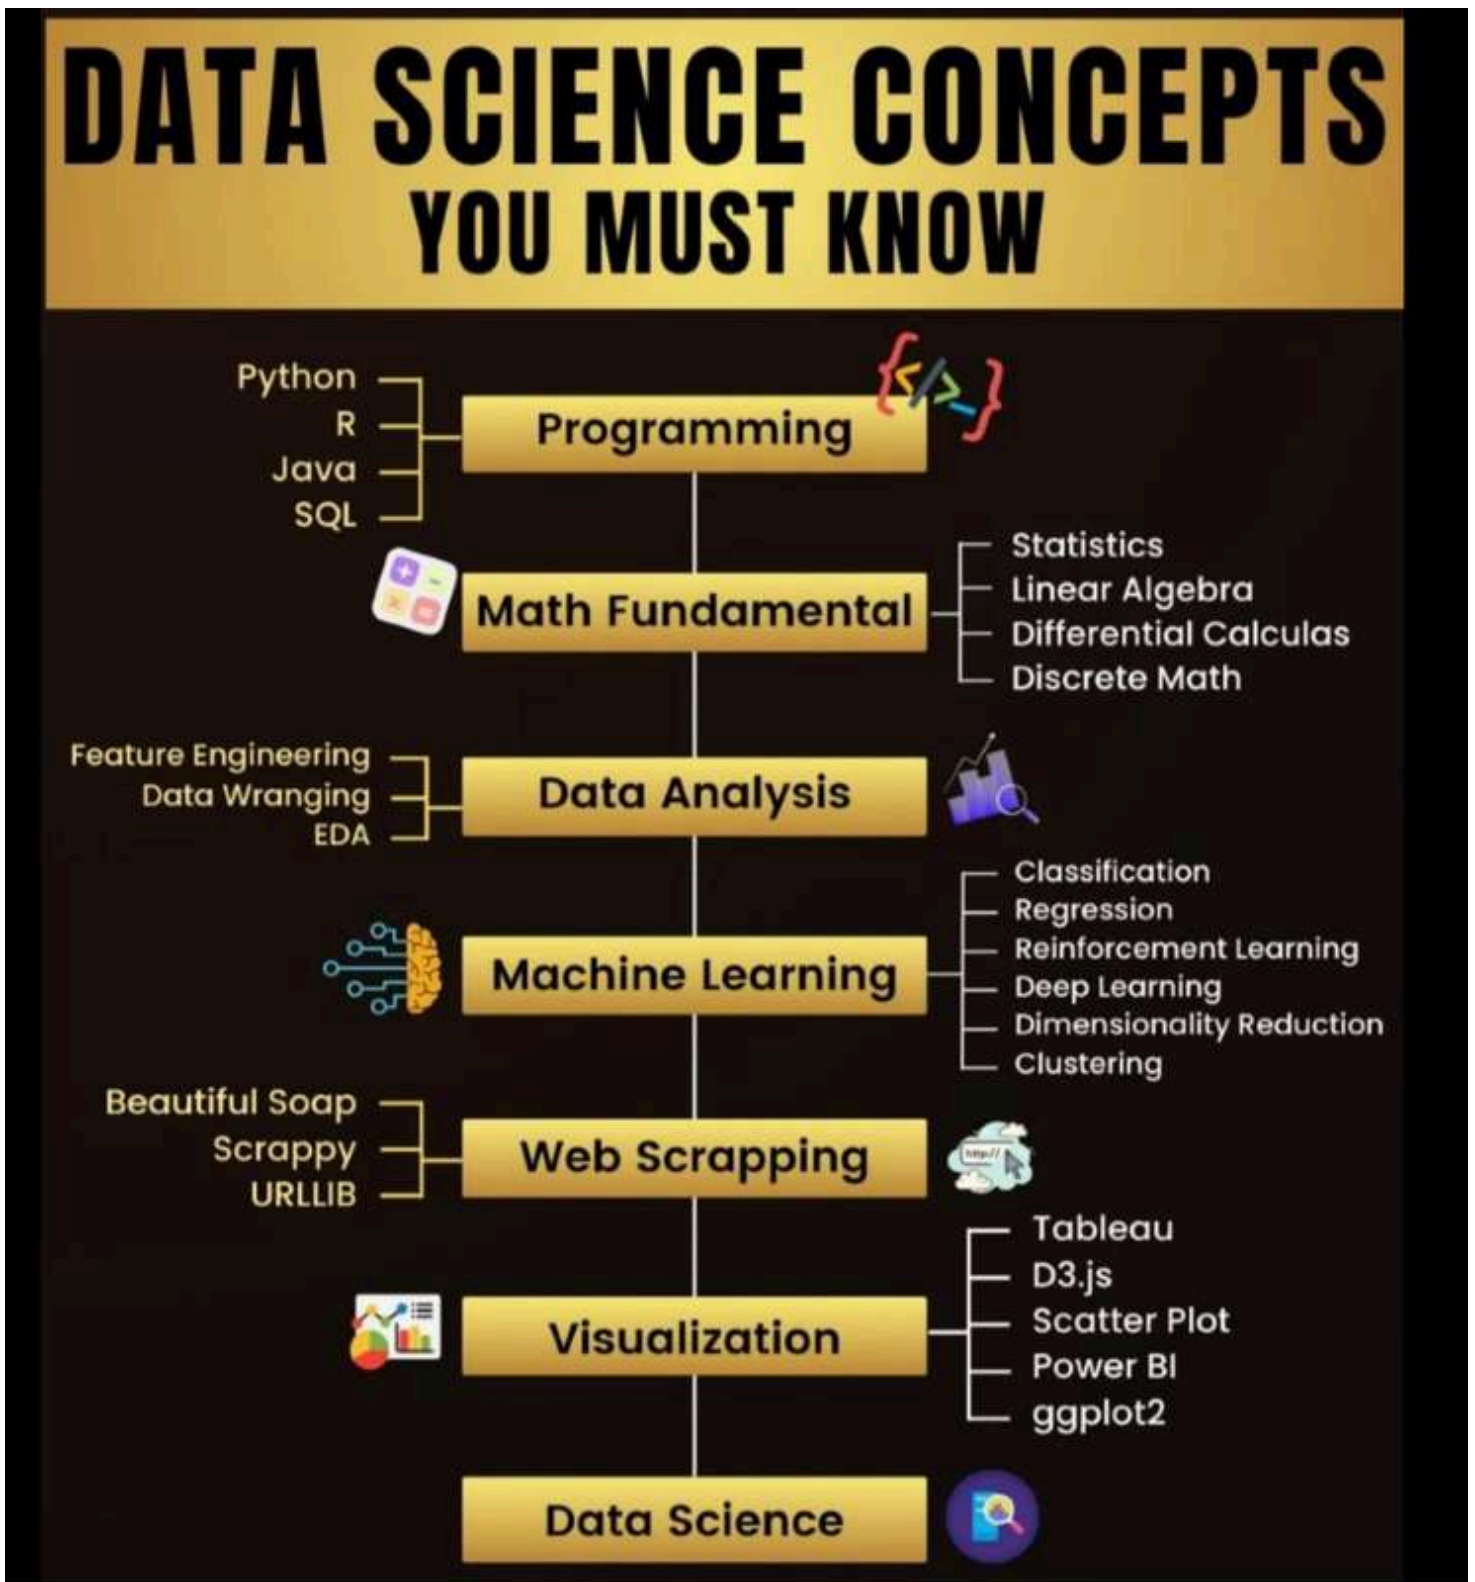 DATA SCIENCE CONCEPTS
YOU MUST KNOW
Python
R
Java
SQL
Programming
Math Fundamental
Statistics
Linear Algebra
Differential Calculas
Discrete Math
Feature Engineering
Data Wranging
EDA
Data Analysis
Machine Learning
Classification
Regression
Reinforcement Learning
Deep Learning
Dimensionality Reduction
Clustering
Beautiful Soap
Scrappy
URLLIB
Web Scrapping
http://
Visualization
Tableau
D3.js
Scatter Plot
Power BI
ggplot2
Data Science